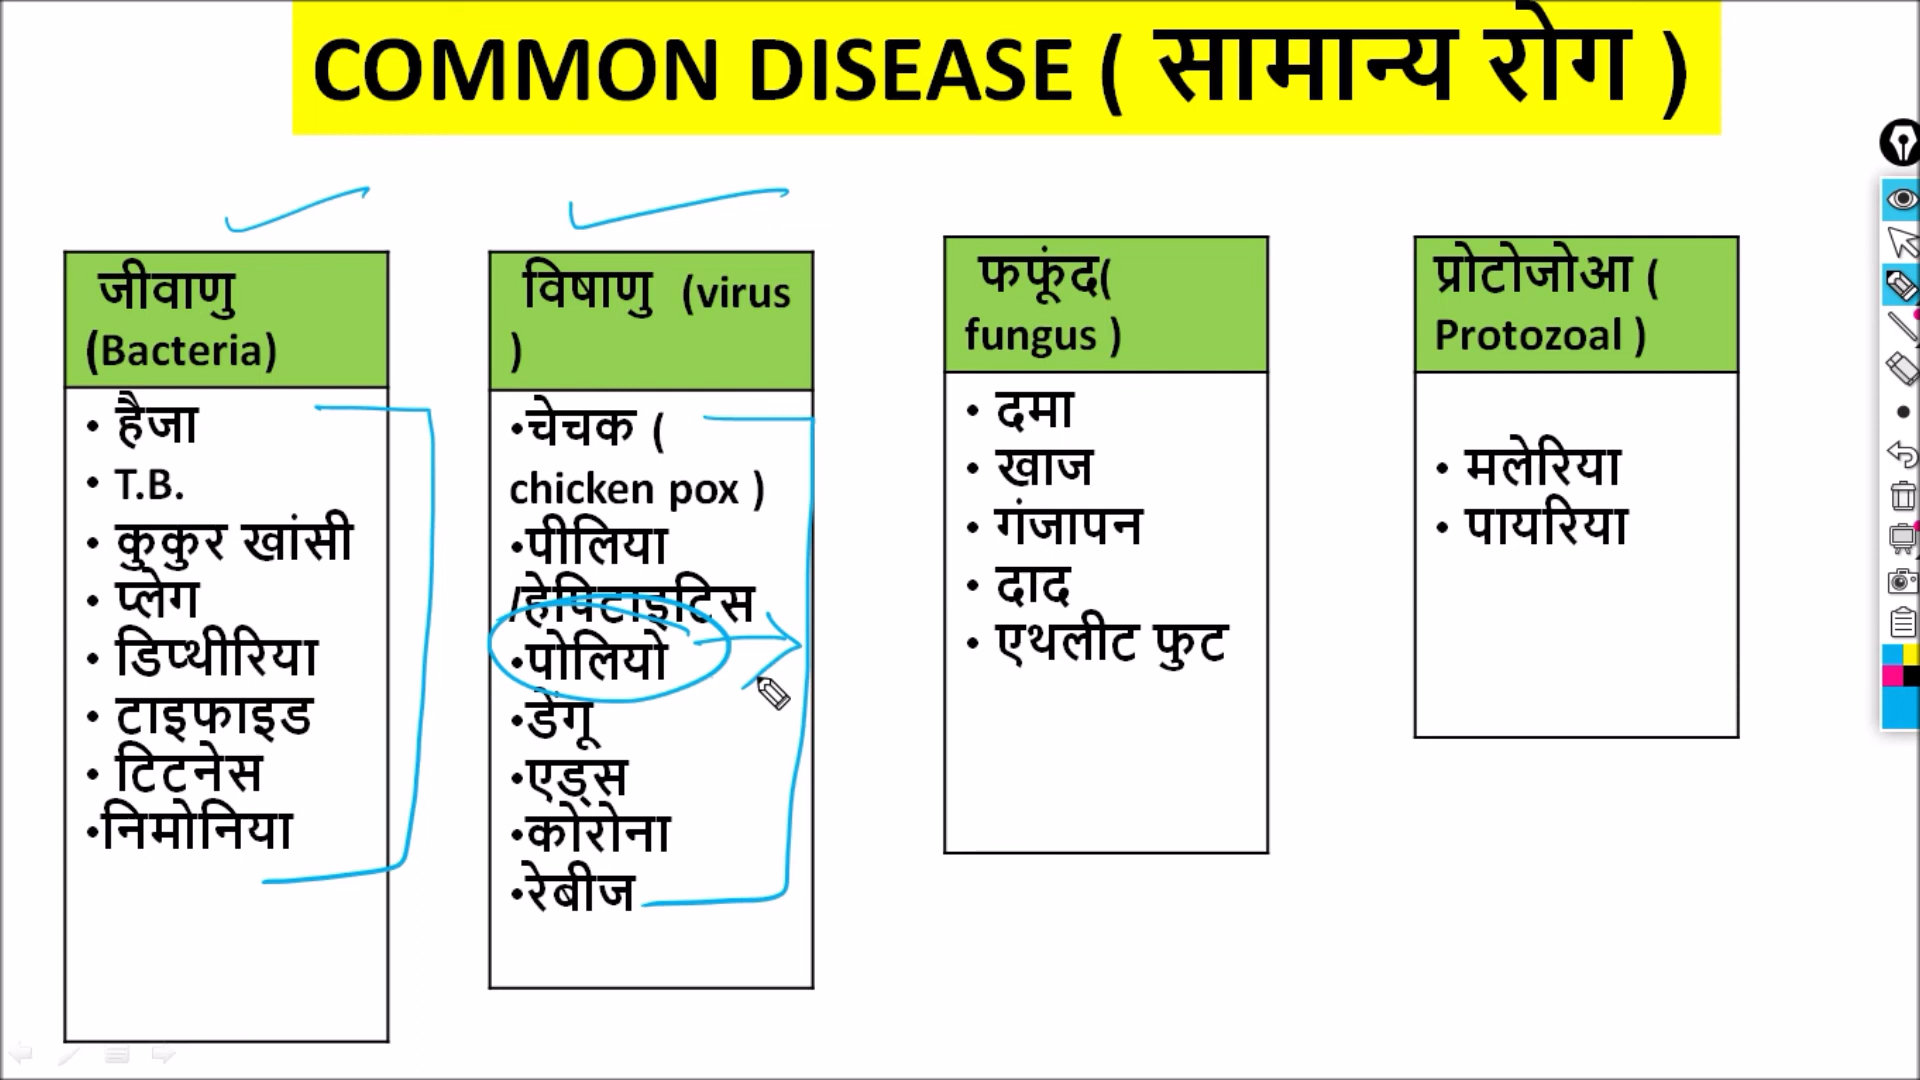 COMMON DISEASE ( सामान्य रोग )
जीवाणु
(Bacteria)
• हैजा
• T.B.
• कुकुर खांसी
• प्लेग
• डिप्थीरिया
• टाइफाइड
• टिटनेस
•निमोनिया
विषाणु (virus
)
•चेचक (
chicken pox )
•पीलिया
/हेपिटाइटिस
•पोलियो
•डेंगू
•एड्स
•कोरोना
•रेबीज
फफूंद(
fungus )
• दमा
• खाज
• गंजापन
• दाद
• एथलीट फुट
प्रोटोजोआ (
Protozoal )
• मलेरिया
• पायरिया